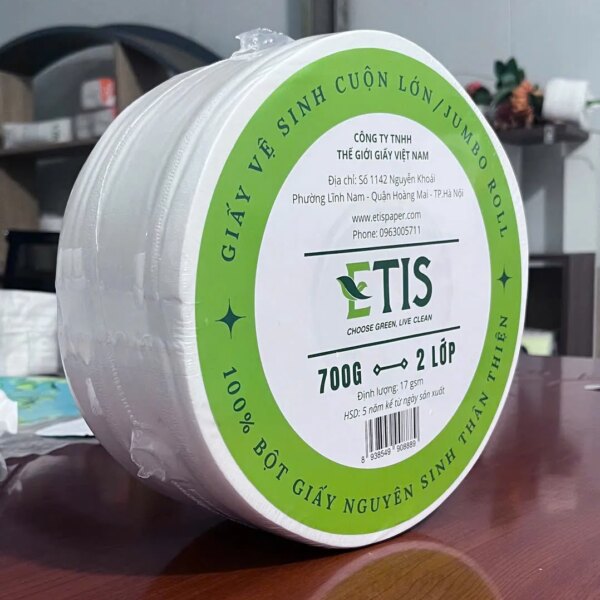 GIẤY VỆ SINH CUỘN LỚN/JUMBO ROLL
CÔNG TY TNHH
THẾ GIỚI GIẤY VIỆT NAM
Địa chỉ: Số 1142 Nguyễn Khoái
Phường Lĩnh Nam - Quận Hoàng Mai - TP.Hà Nội
www.etispaper.com
Phone: 0963005711
ETIS
CHOOSE GREEN, LIVE CLEAN
700G 2 LỚP
Định lượng: 17 gsm
HSD: 5 năm kể từ ngày sản xuất
8 938549 908889
100% BỘT GIẤY NGUYÊN SINH THÂN THIỆN